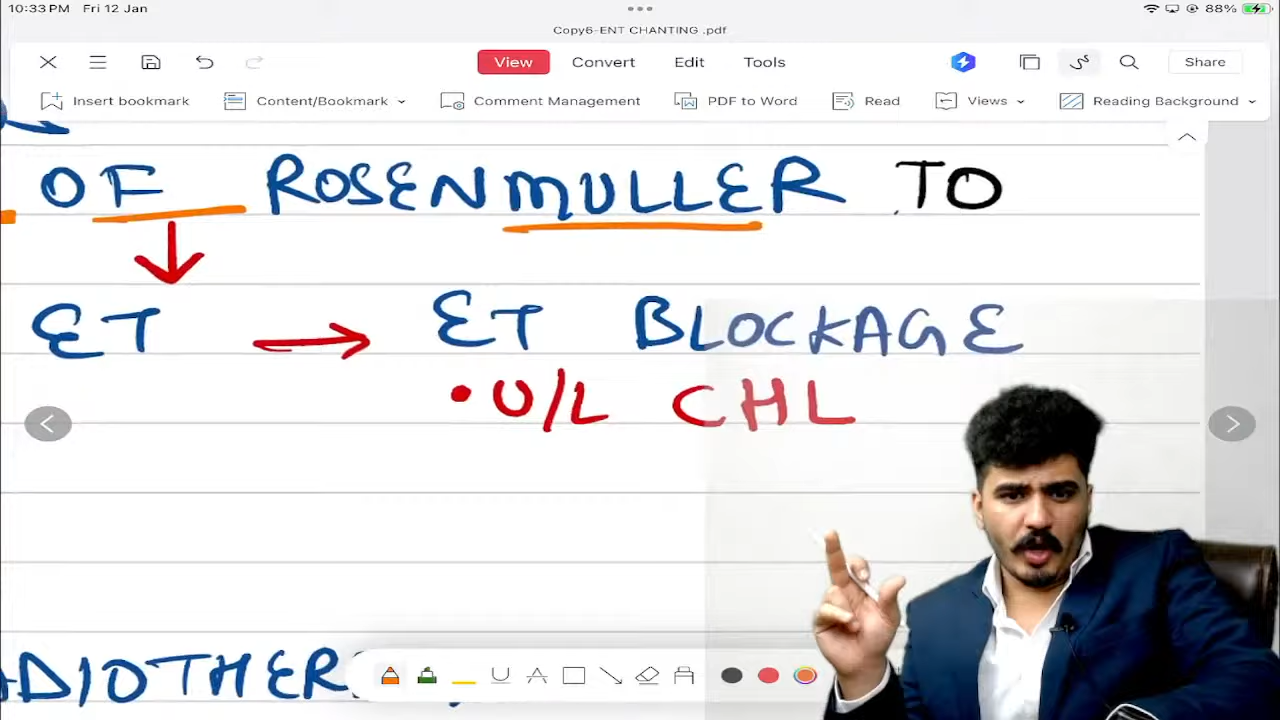 10:33 PM Fri 12 Jan
88%
Copy6-ENT CHANTING .pdf
View Convert Edit Tools Share
Insert bookmark Content/Bookmark Comment Management PDF to Word Read Views Reading Background
OF ROSENMULLER TO
ET → ET BLOCKAGE
• U/L CHL
DIOTHER